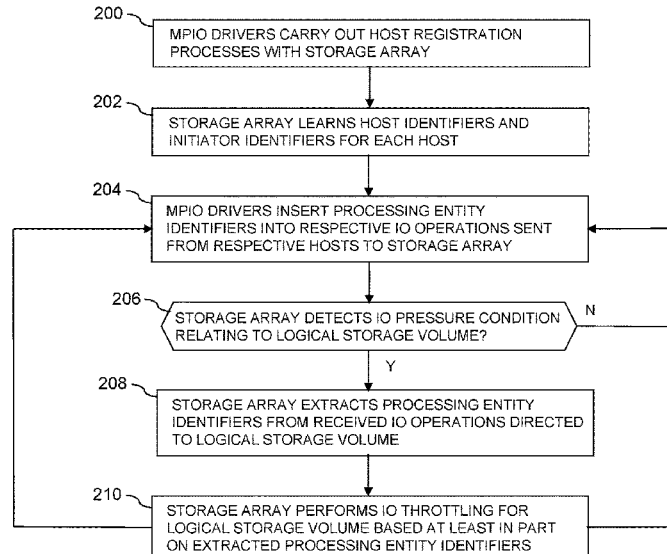 200
MPIO DRIVERS CARRY OUT HOST REGISTRATION
PROCESSES WITH STORAGE ARRAY
202
STORAGE ARRAY LEARNS HOST IDENTIFIERS AND
INITIATOR IDENTIFIERS FOR EACH HOST
204
MPIO DRIVERS INSERT PROCESSING ENTITY
IDENTIFIERS INTO RESPECTIVE IO OPERATIONS SENT
FROM RESPECTIVE HOSTS TO STORAGE ARRAY
206
STORAGE ARRAY DETECTS IO PRESSURE CONDITION
RELATING TO LOGICAL STORAGE VOLUME?
N
Y
208
STORAGE ARRAY EXTRACTS PROCESSING ENTITY
IDENTIFIERS FROM RECEIVED IO OPERATIONS DIRECTED
TO LOGICAL STORAGE VOLUME
210
STORAGE ARRAY PERFORMS IO THROTTLING FOR
LOGICAL STORAGE VOLUME BASED AT LEAST IN PART
ON EXTRACTED PROCESSING ENTITY IDENTIFIERS